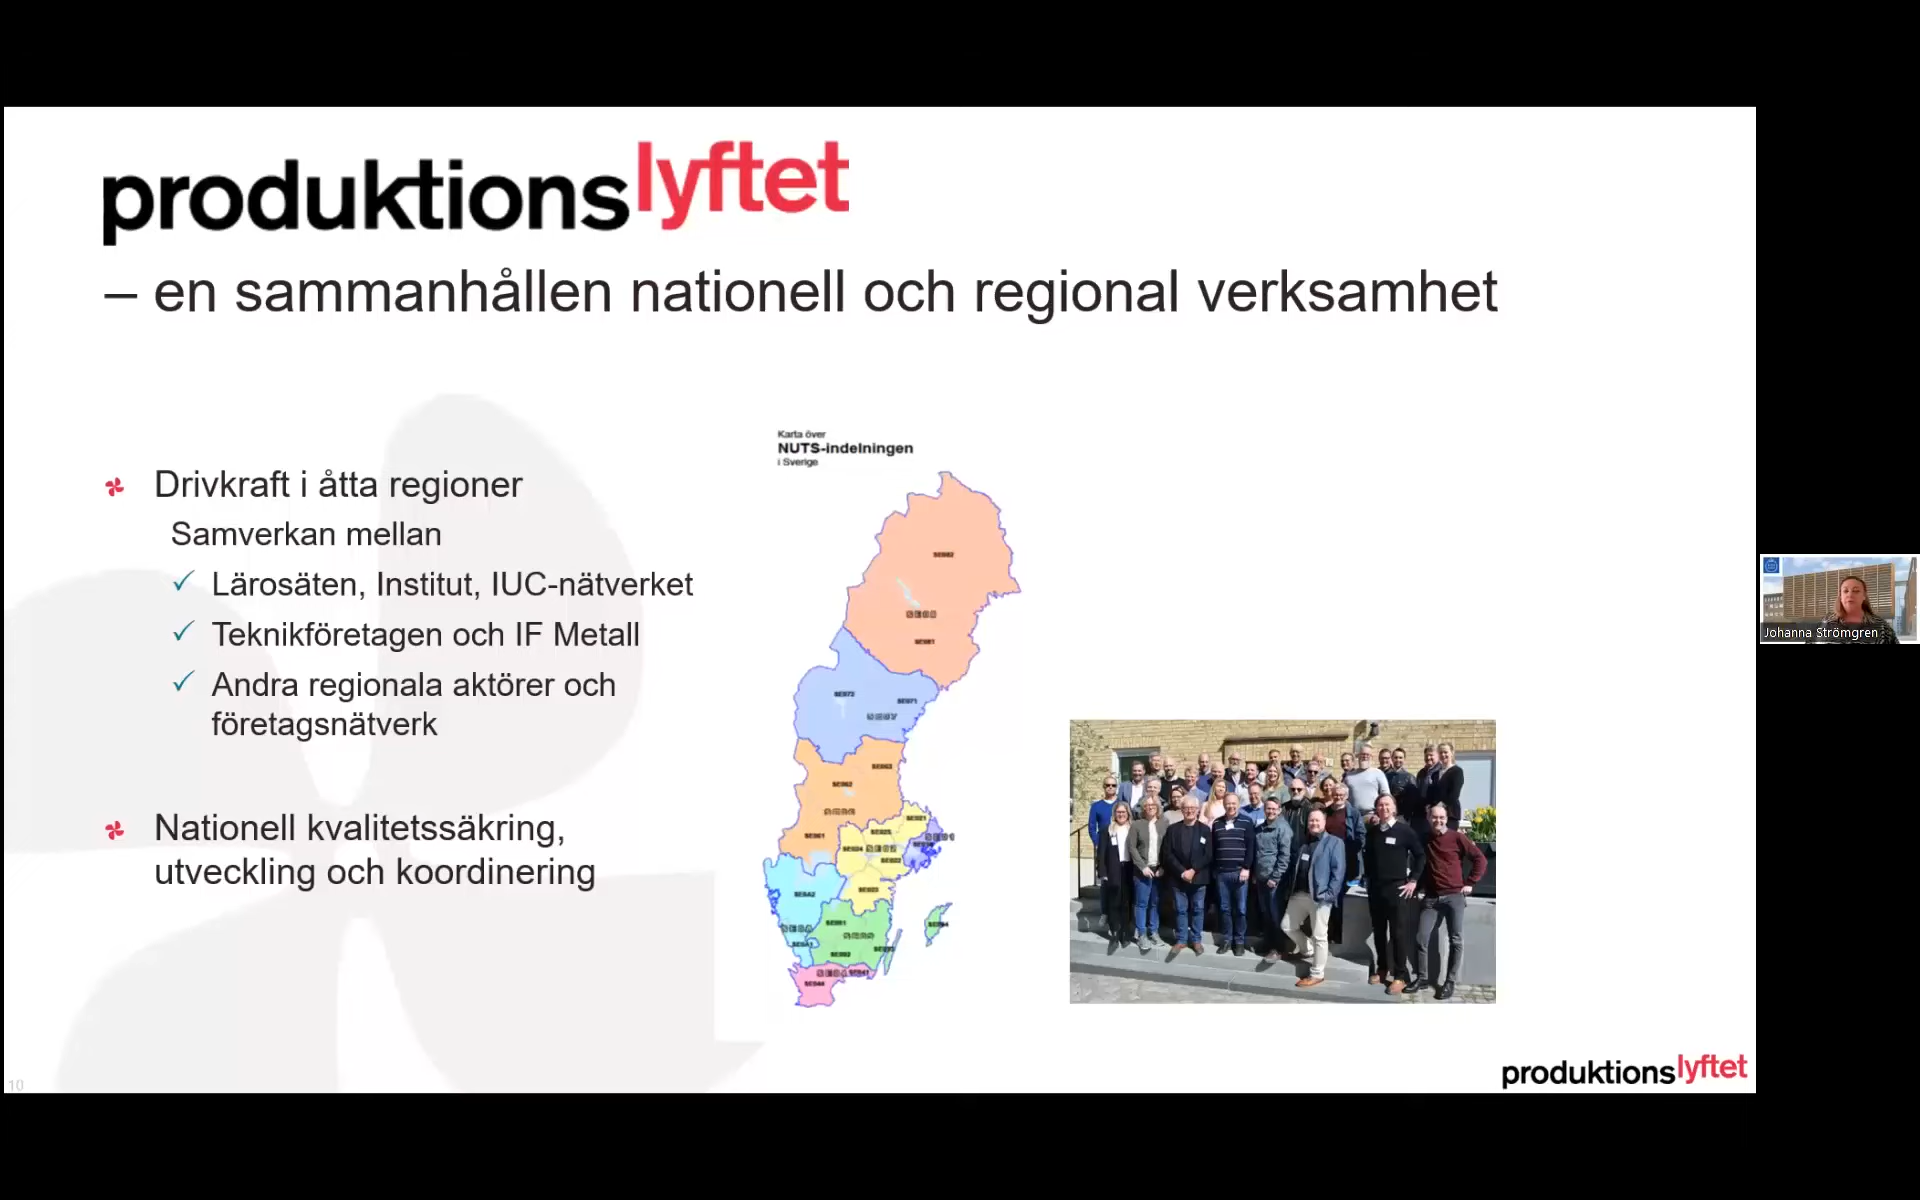 produktionslyftet
– en sammanhållen nationell och regional verksamhet
Drivkraft i åtta regioner
Samverkan mellan
Lärosäten, Institut, IUC-nätverket
Teknikföretagen och IF Metall
Andra regionala aktörer och
företagsnätverk
Nationell kvalitetssäkring,
utveckling och koordinering
Karta över
NUTS-indelningen
i Sverige
Johanna Strömgren
produktionslyftet
10